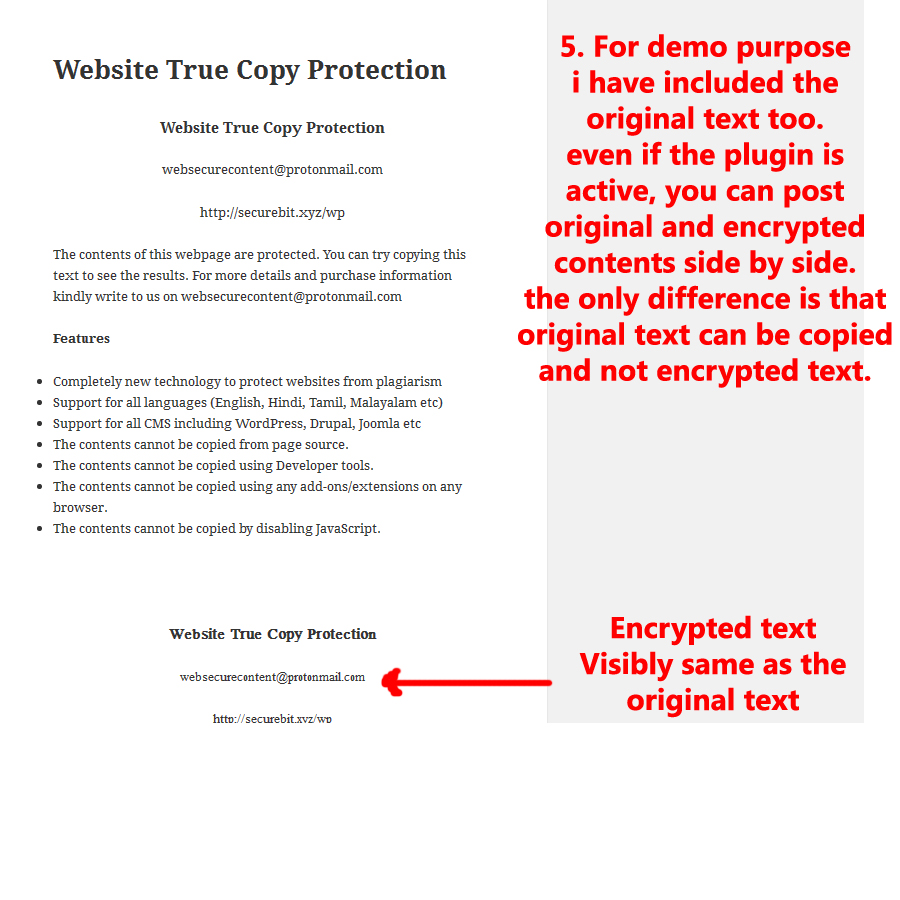 Website True Copy Protection
Website True Copy Protection
websecurecontent@protonmail.com
http://securebit.xyz/wp
The contents of this webpage are protected. You can try copying this
text to see the results. For more details and purchase information
kindly write to us on websecurecontent@protonmail.com
Features
Completely new technology to protect websites from plagiarism
Support for all languages (English, Hindi, Tamil, Malayalam etc)
Support for all CMS including WordPress, Drupal, Joomla etc
The contents cannot be copied from page source.
The contents cannot be copied using Developer tools.
The contents cannot be copied using any add-ons/extensions on any
browser.
The contents cannot be copied by disabling JavaScript.
Website True Copy Protection
websecurecontent@protonmail.com
http://securebit.xyz/wp
5. For demo purpose
i have included the
original text too.
even if the plugin is
active, you can post
original and encrypted
contents side by side.
the only difference is that
original text can be copied
and not encrypted text.
Encrypted text
Visibly same as the
original text